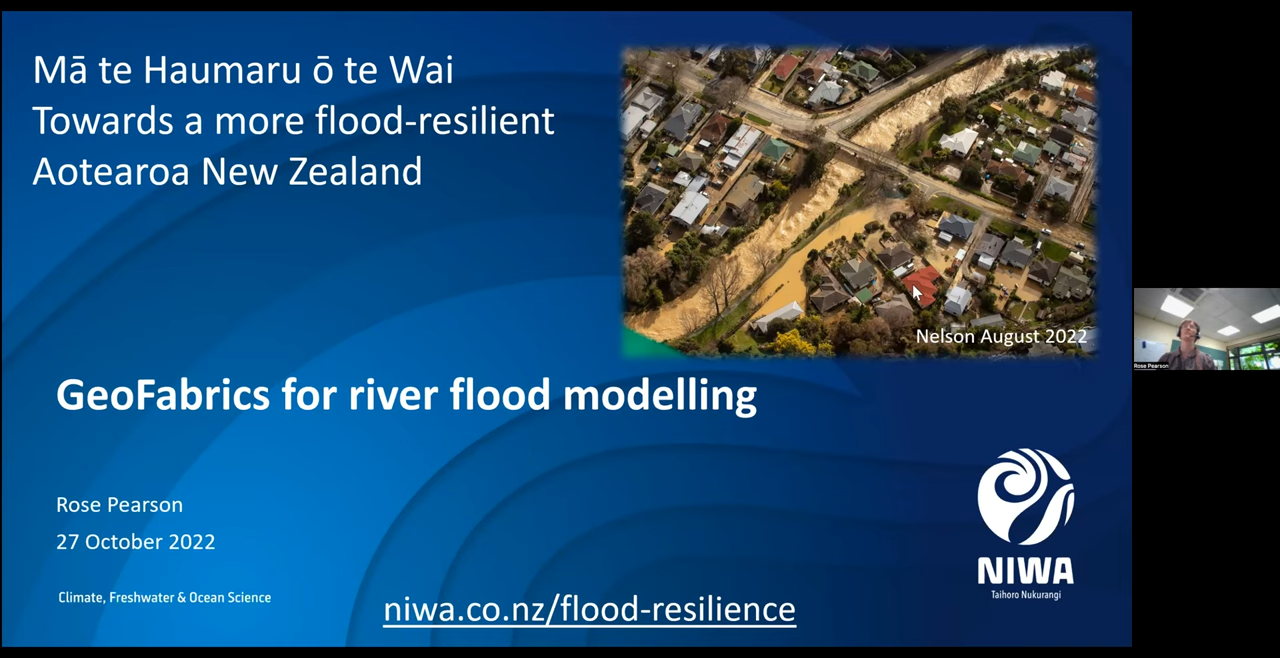 Mā te Haumaru ō te Wai
Towards a more flood-resilient
Aotearoa New Zealand
Nelson August 2022
GeoFabrics for river flood modelling
Rose Pearson
27 October 2022
Climate, Freshwater & Ocean Science
niwa.co.nz/flood-resilience
NIWA
Taihoro Nukurangi
Rose Pearson